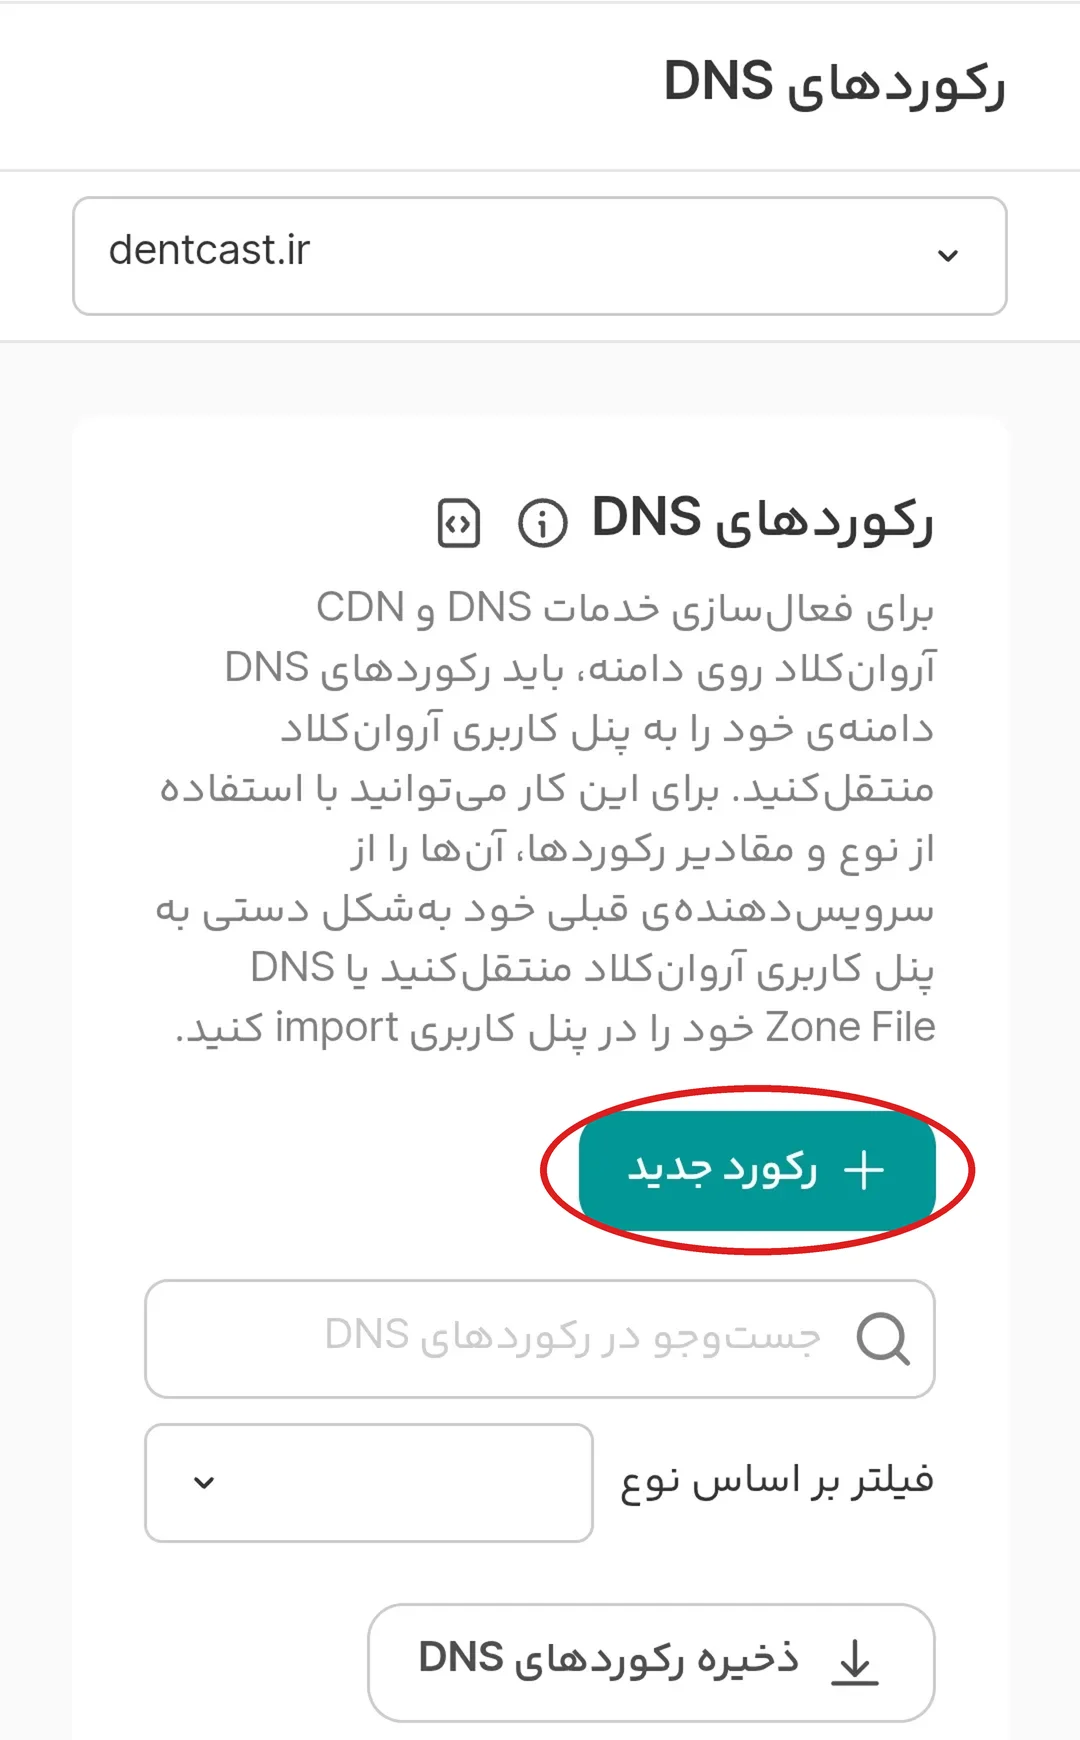 رکوردهای DNS
dentcast.ir
رکوردهای DNS
برای فعال‌سازی خدمات DNS و CDN
آروان‌کلاد روی دامنه، باید رکوردهای DNS
دامنه‌ی خود را به پنل کاربری آروان‌کلاد
منتقل‌کنید. برای این کار می‌توانید با استفاده
از نوع و مقادیر رکوردها، آن‌ها را از
سرویس‌دهنده‌ی قبلی خود به‌شکل دستی به
پنل کاربری آروان‌کلاد منتقل‌کنید یا DNS
Zone File خود را در پنل کاربری import کنید.
رکورد جدید
جست‌وجو در رکوردهای DNS
فیلتر بر اساس نوع
ذخیره رکوردهای DNS